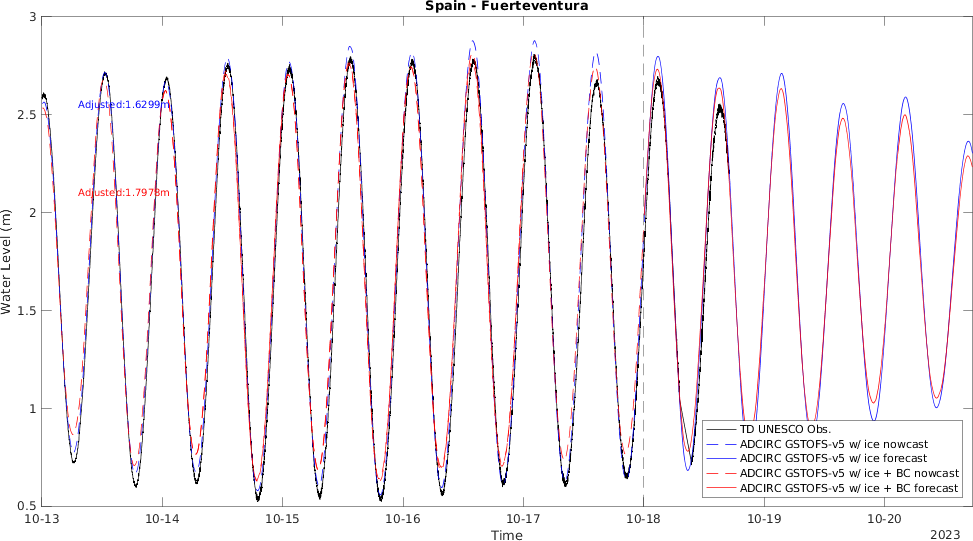 Spain - Fuerteventura
3
2.5
2
1.5
1
0.5
Water Level (m)
Adjusted:1.6299m
Adjusted:1.7978m
TD UNESCO Obs.
ADCIRC GSTOFS-v5 w/ ice nowcast
ADCIRC GSTOFS-v5 w/ ice forecast
ADCIRC GSTOFS-v5 w/ ice + BC nowcast
ADCIRC GSTOFS-v5 w/ ice + BC forecast
10-13 10-14 10-15 10-16 10-17 10-18 10-19 10-20
Time
2023